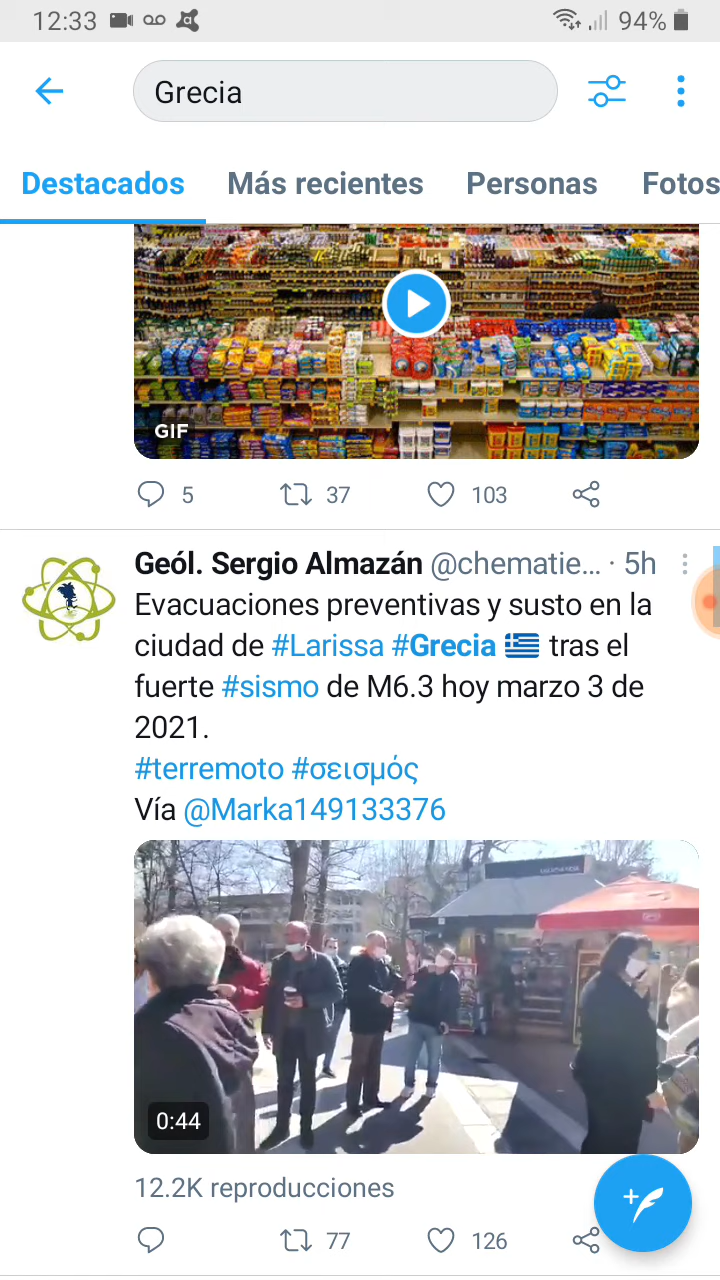 12:33 94%
Grecia
Destacados Más recientes Personas Fotos
GIF
5 37 103
Geól. Sergio Almazán @chematie... · 5h
Evacuaciones preventivas y susto en la
ciudad de #Larissa #Grecia 🇬🇷 tras el
fuerte #sismo de M6.3 hoy marzo 3 de
2021.
#terremoto #σεισμός
Vía @Marka149133376
0:44
12.2K reproducciones
77 126